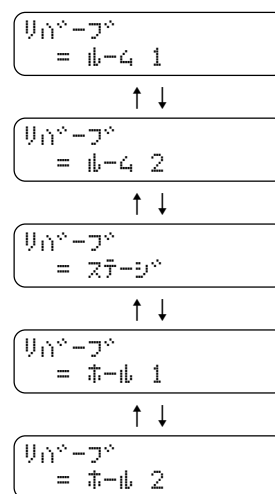 リバーブ
= ルーム 1
↑ ↓
リバーブ
= ルーム 2
↑ ↓
リバーブ
= ステージ
↑ ↓
リバーブ
= ホール 1
↑ ↓
リバーブ
= ホール 2